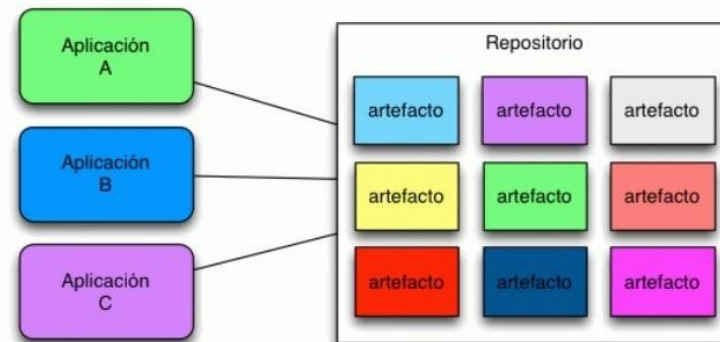 Aplicación
A
Aplicación
B
Aplicación
C
Repositorio
artefacto artefacto artefacto
artefacto artefacto artefacto
artefacto artefacto artefacto